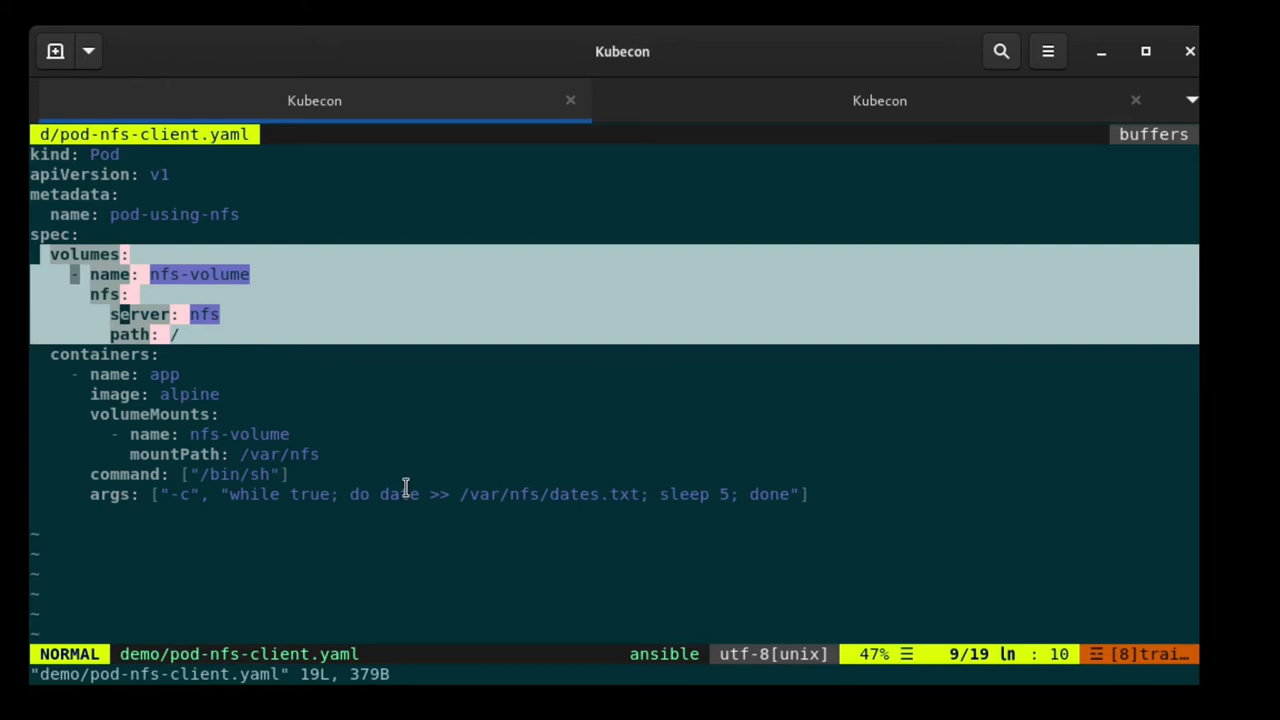 Kubecon
Kubecon
Kubecon
d/pod-nfs-client.yaml
buffers
kind: Pod
apiVersion: v1
metadata:
  name: pod-using-nfs
spec:
  volumes:
    - name: nfs-volume
      nfs:
        server: nfs
        path: /
  containers:
    - name: app
      image: alpine
      volumeMounts:
        - name: nfs-volume
          mountPath: /var/nfs
      command: ["/bin/sh"]
      args: ["-c", "while true; do date >> /var/nfs/dates.txt; sleep 5; done"]
~
~
~
~
~
~
NORMAL demo/pod-nfs-client.yaml ansible utf-8[unix] 47% ☰ 9/19 ln : 10 ☲ [8]trai…
"demo/pod-nfs-client.yaml" 19L, 379B